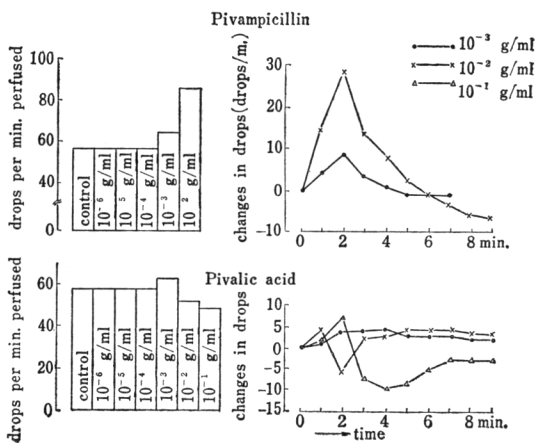 Pivampicillin
drops per min. perfused
100
80
60
40
0
control
10⁻⁶ g/ml
10⁻⁵ g/ml
10⁻⁴ g/ml
10⁻³ g/ml
10⁻² g/ml
changes in drops(drops/m.)
30
20
10
0
-10
0
2
4
6
8 min.
10⁻³ g/ml
10⁻² g/ml
10⁻¹ g/ml
Pivalic acid
drops per min. perfused
60
40
20
0
control
10⁻⁶ g/ml
10⁻⁵ g/ml
10⁻⁴ g/ml
10⁻³ g/ml
10⁻² g/ml
10⁻¹ g/ml
changes in drops
10
5
0
-5
-10
-15
0
2
4
6
8 min.
time